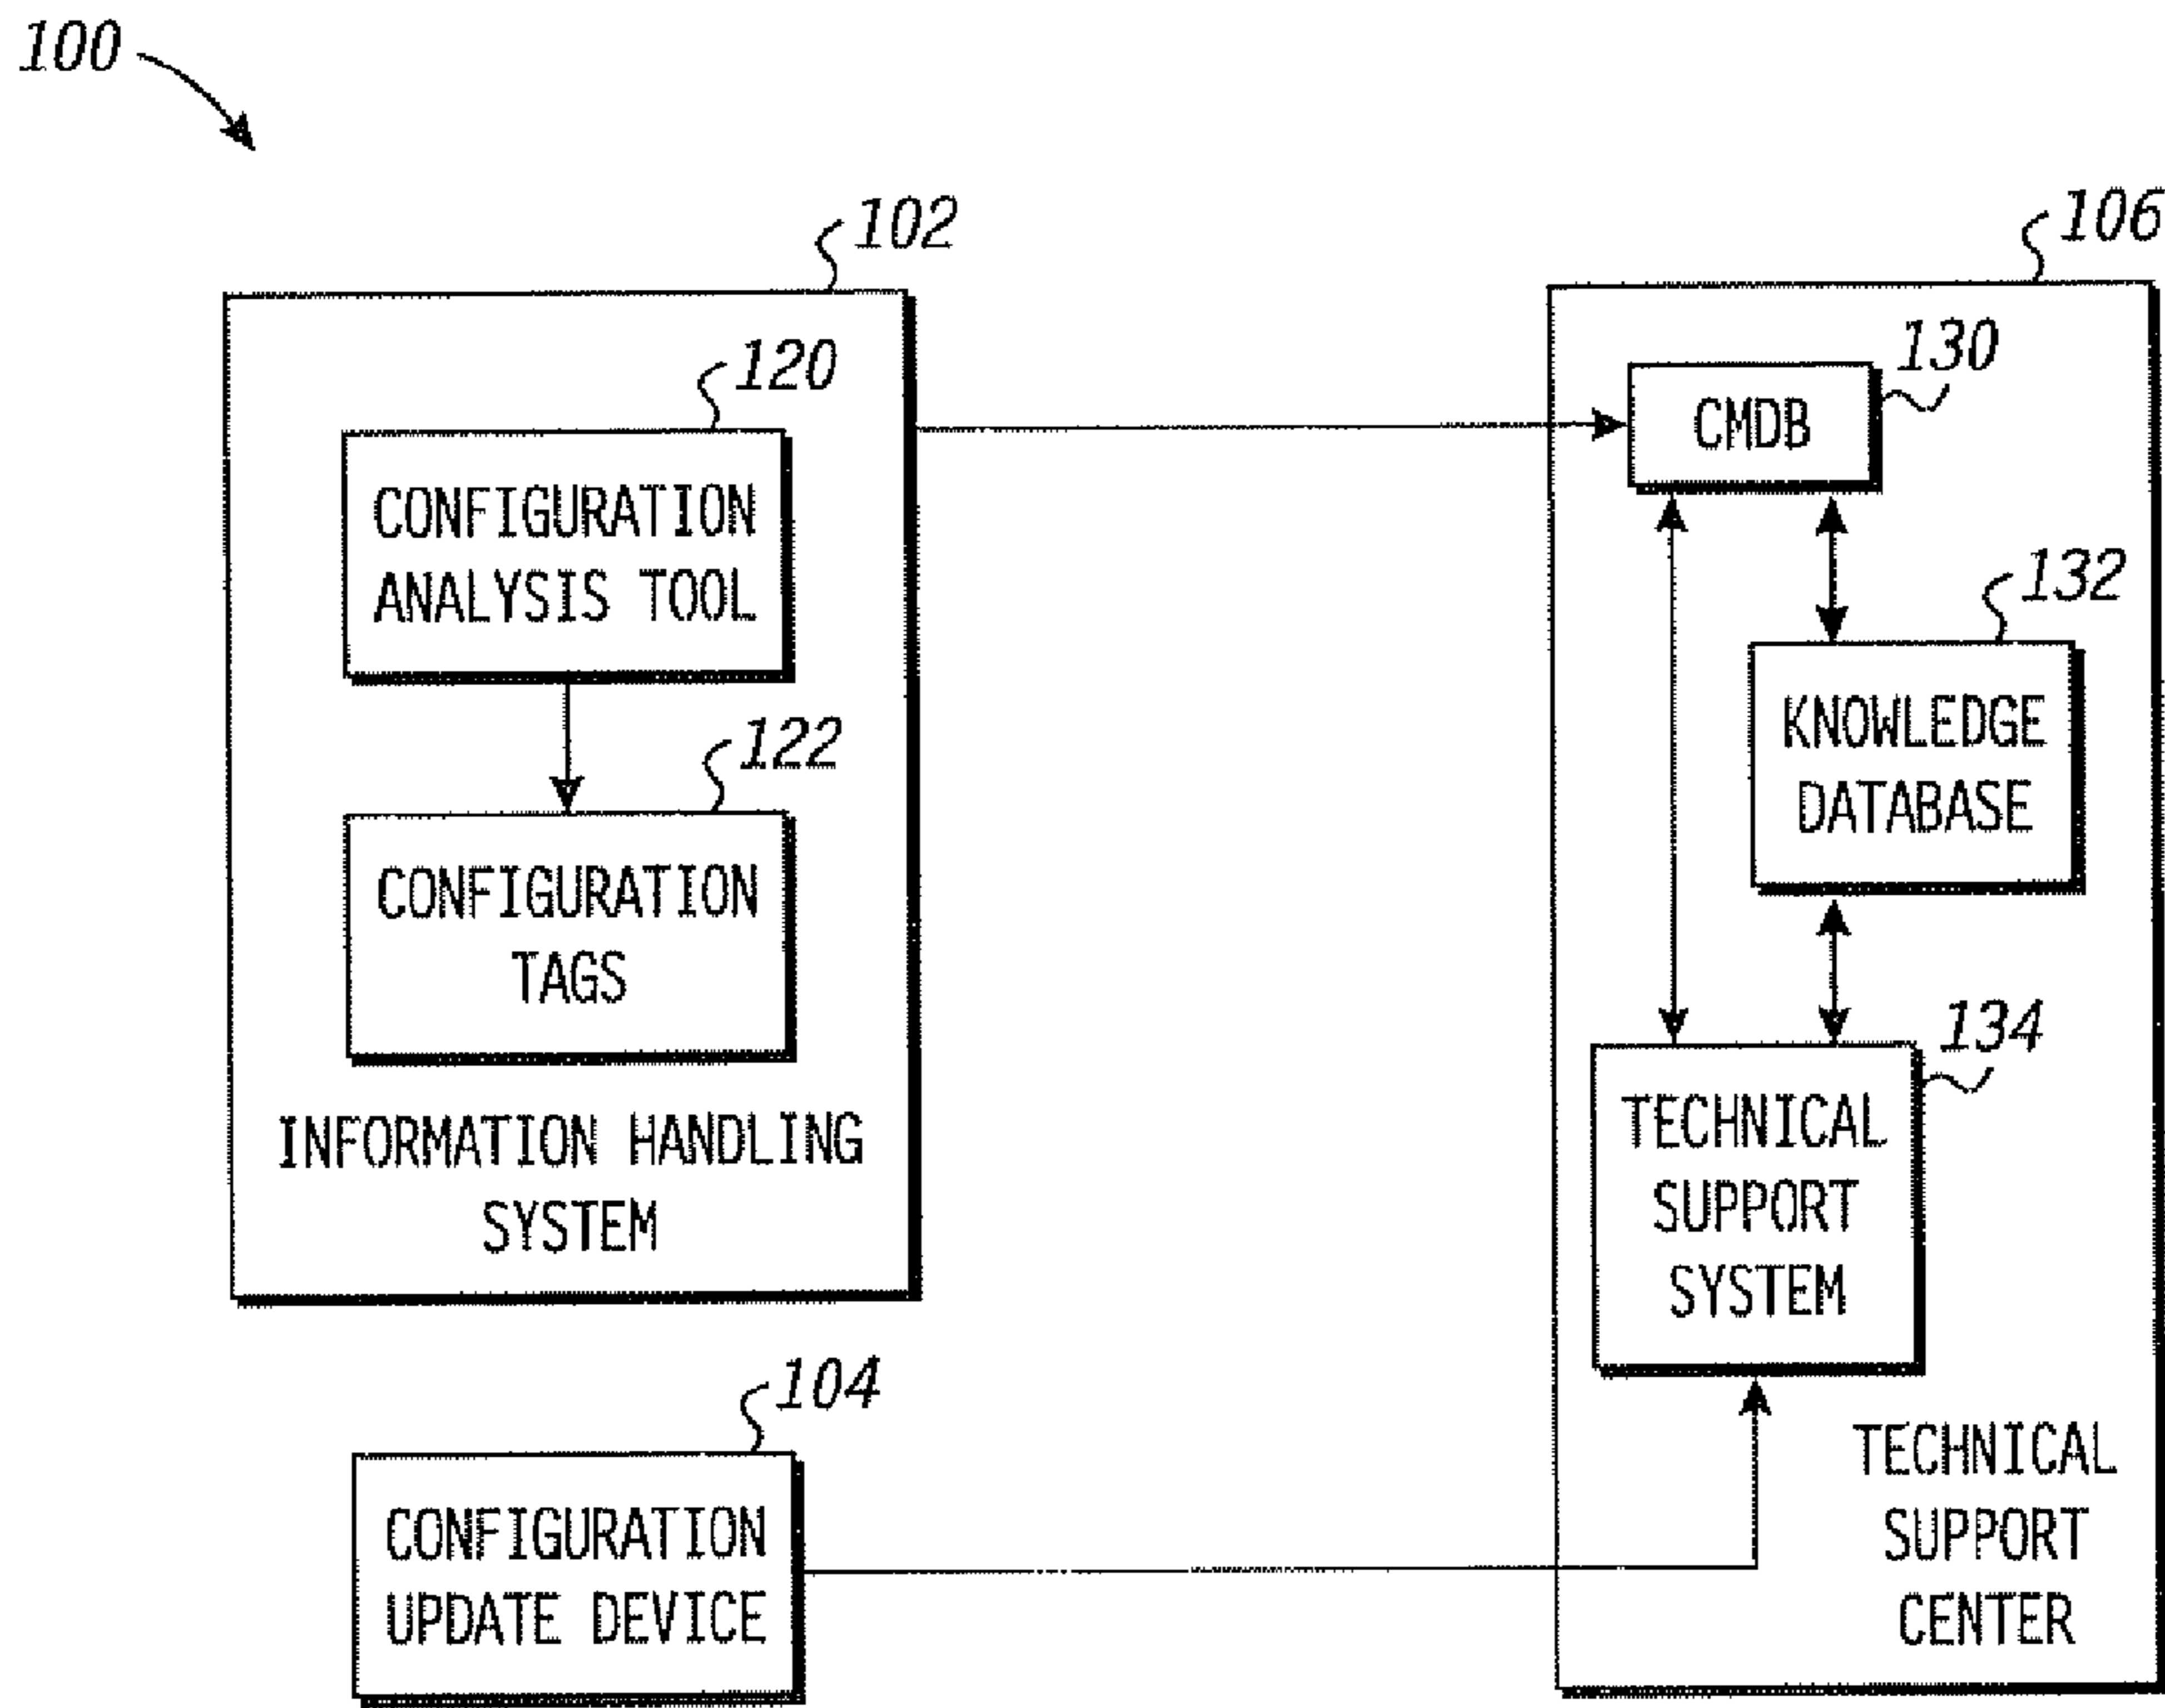 100
102
120
CONFIGURATION
ANALYSIS TOOL
122
CONFIGURATION
TAGS
INFORMATION HANDLING
SYSTEM
104
CONFIGURATION
UPDATE DEVICE
106
130
CMDB
132
KNOWLEDGE
DATABASE
134
TECHNICAL
SUPPORT
SYSTEM
TECHNICAL
SUPPORT
CENTER